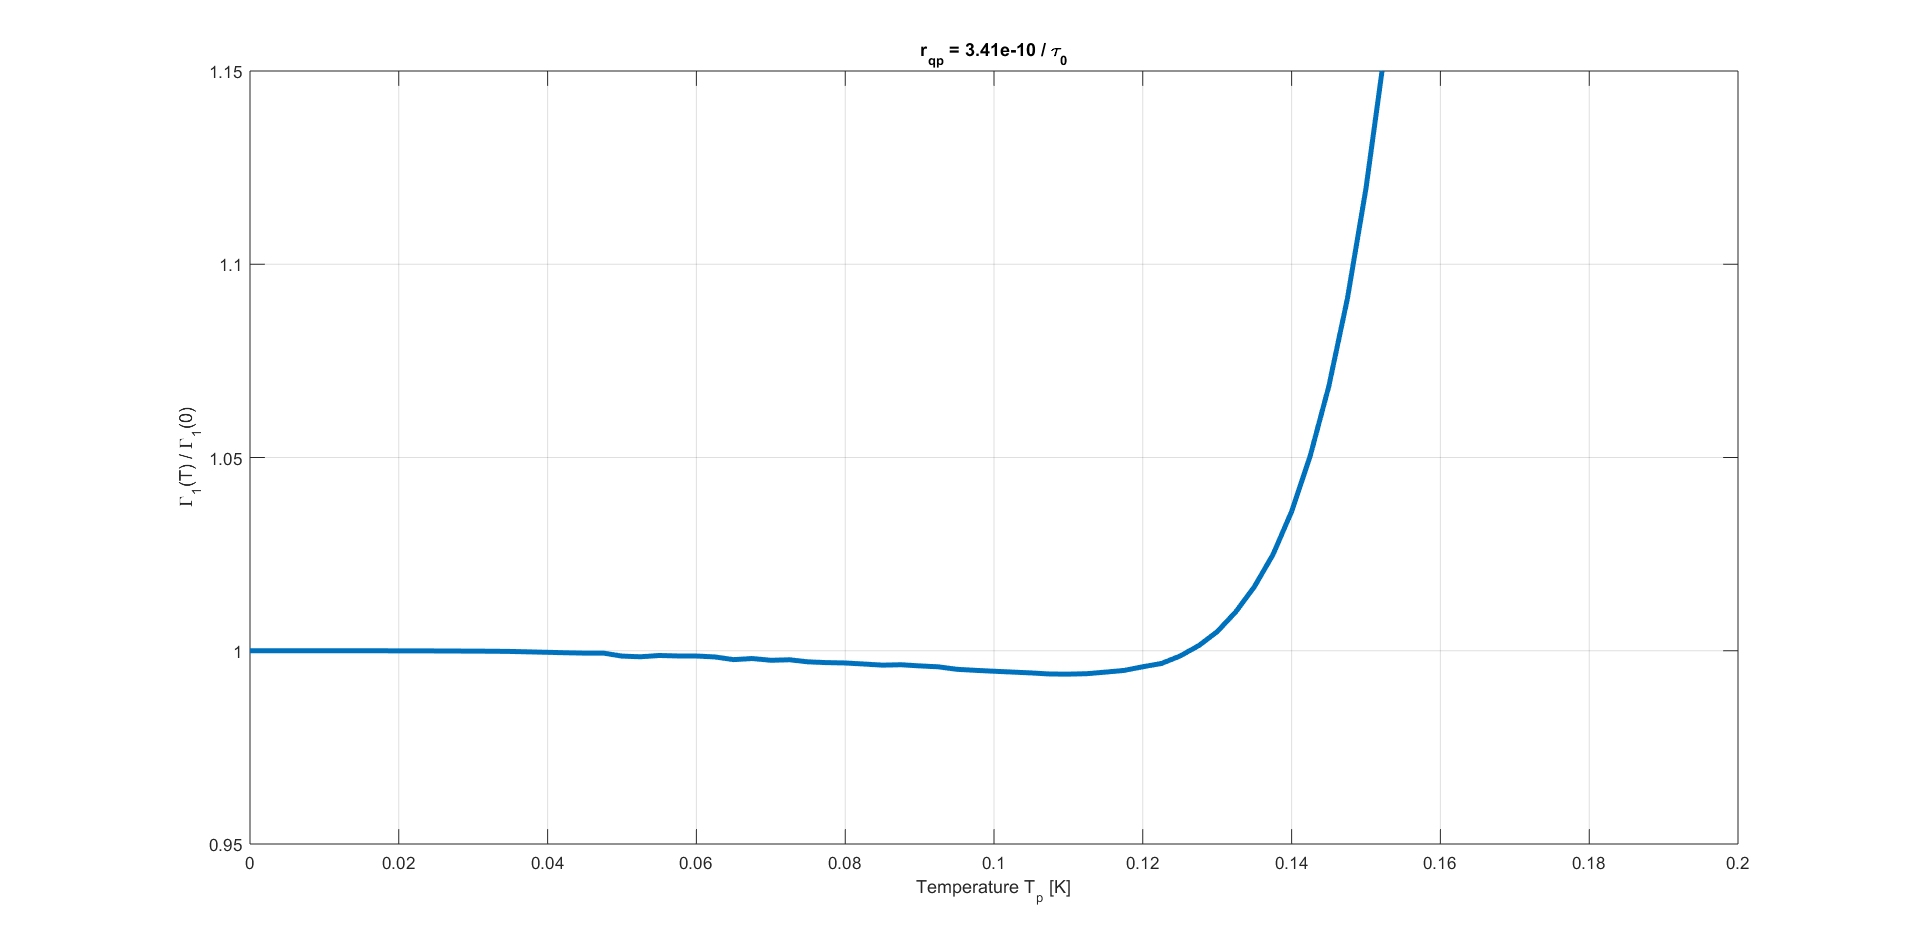 r_qp = 3.41e-10 / τ_0
1.15
1.1
1.05
1
0.95
Γ_1(T) / Γ_1(0)
0 0.02 0.04 0.06 0.08 0.1 0.12 0.14 0.16 0.18 0.2
Temperature T_p [K]